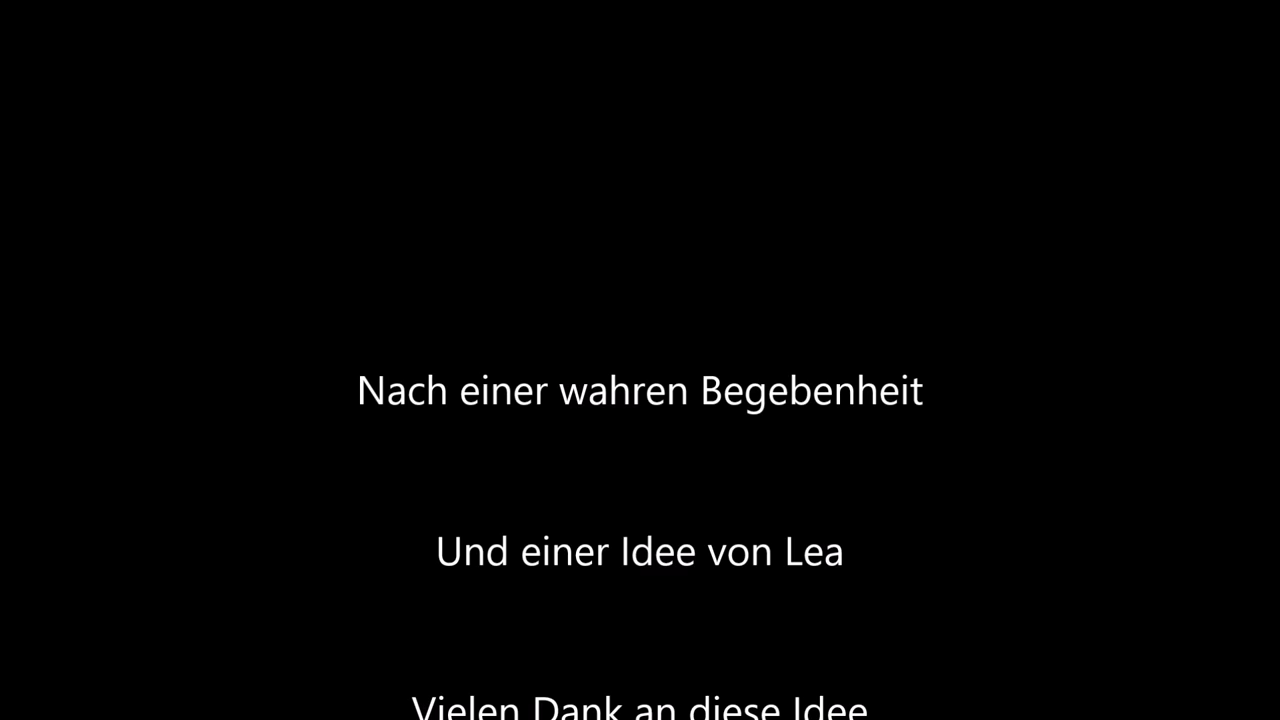 Nach einer wahren Begebenheit
Und einer Idee von Lea
Vielen Dank an diese Idee